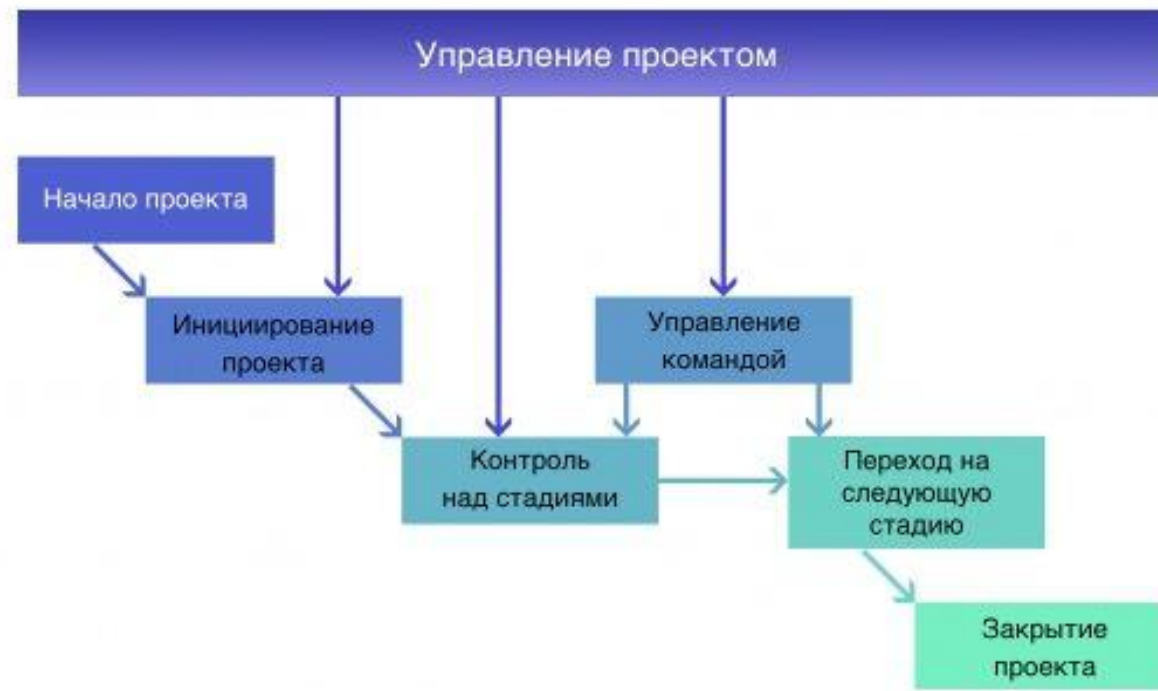 Управление проектом
Начало проекта
Инициирование
проекта
Управление
командой
Контроль
над стадиями
Переход на
следующую
стадию
Закрытие
проекта